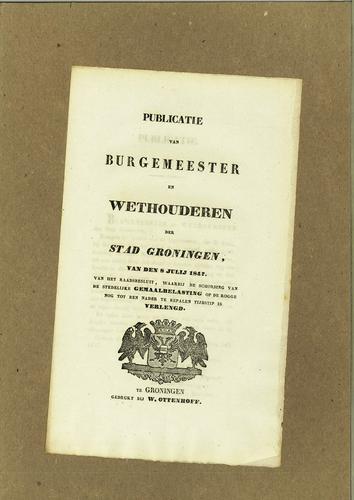 PUBLICATIE
VAN
BURGEMEESTER
EN
WETHOUDEREN
DER
STAD GRONINGEN,
VAN DEN 8 JULIJ 1847.
VAN HET RAADSBESLUIT, WAARBIJ DE SCHORSING VAN
DE STEDELIJKE GEMAALBELASTING OP DE ROGGE
NOG TOT EEN NADER TE BEPALEN TIJDSTIP IS
VERLENGD.
TE GRONINGEN
GEDRUKT BIJ W. OTTENHOFF.